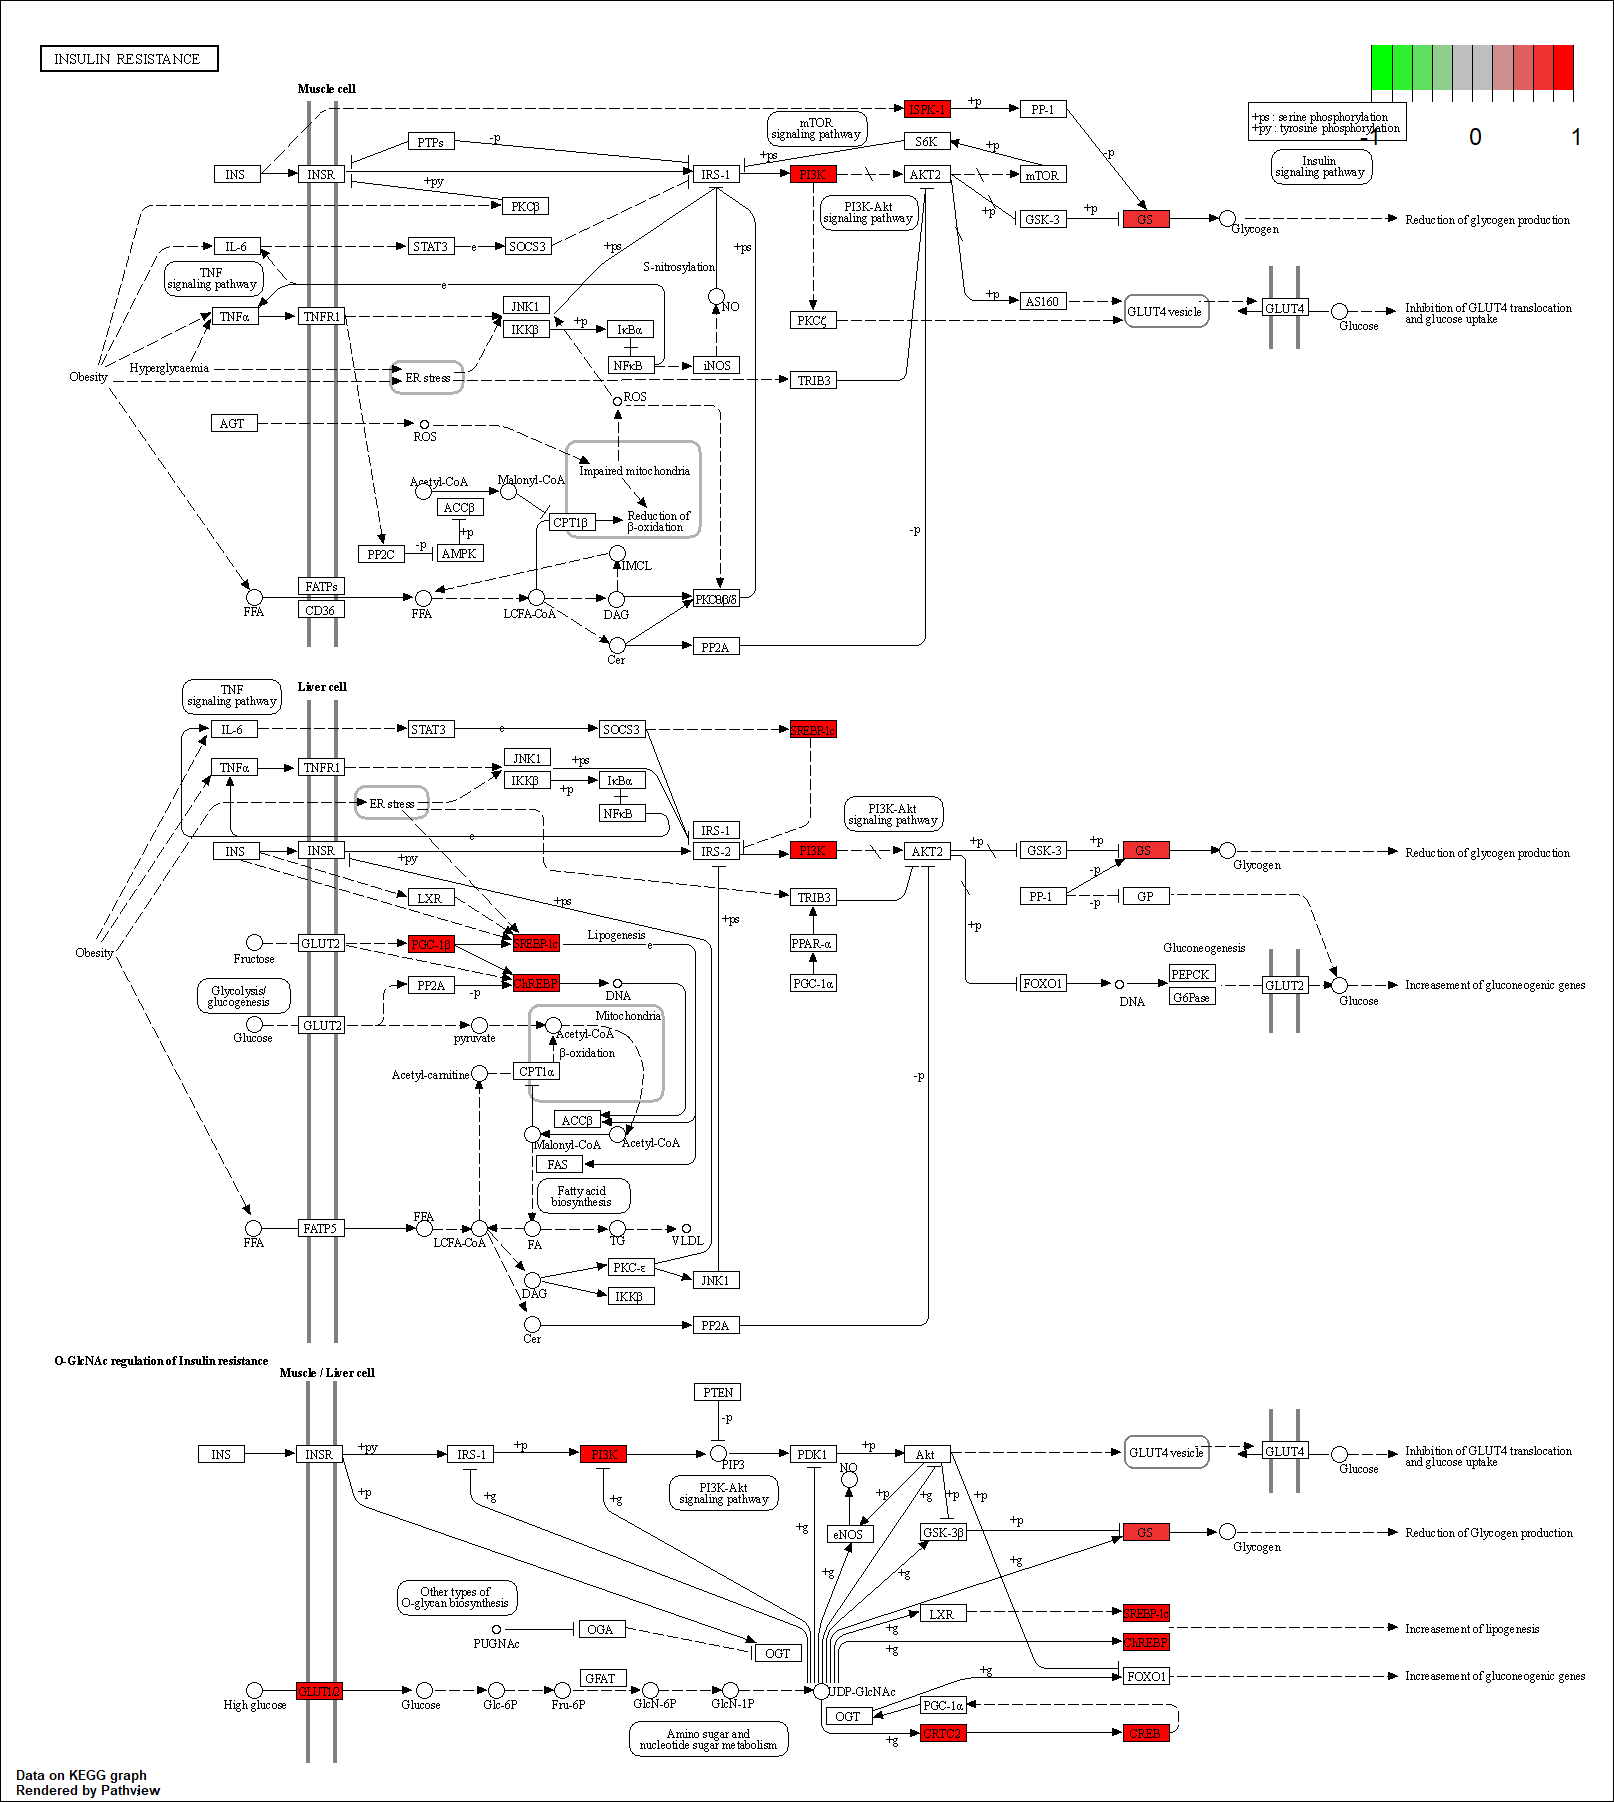 INSULIN RESISTANCE
-1
0
1
+ps : serine phosphorylation
+py : tyrosine phosphorylation
Insulin
signaling pathway
Muscle cell
ISPK-1
+p
PP-1
mTOR
signaling pathway
PTPs
-p
S6K
+ps
+p
-p
INS
INSR
IRS-1
PI3K
AKT2
mTOR
+py
PKCβ
PI3K-Akt
signaling pathway
+p
GSK-3
+p
GS
Glycogen
Reduction of glycogen production
IL-6
STAT3
e
SOCS3
+ps
+ps
TNF
signaling pathway
S-nitrosylation
e
NO
+p
AS160
GLUT4 vesicle
GLUT4
Glucose
Inhibition of GLUT4 translocation
and glucose uptake
TNFα
TNFR1
JNK1
IKKβ
+p
IκBα
PKCζ
NFκB
iNOS
Hyperglycaemia
Obesity
ER stress
TRIB3
ROS
AGT
ROS
Impaired mitochondria
Acetyl-CoA
Malonyl-CoA
ACCβ
CPT1β
Reduction of
β-oxidation
+p
-p
PP2C
-p
AMPK
IMCL
FATPs
FFA
CD36
FFA
LCFA-CoA
DAG
PKCθβ/δ
Cer
PP2A
Liver cell
TNF
signaling pathway
IL-6
STAT3
e
SOCS3
SREBP-1c
TNFα
TNFR1
JNK1
+ps
IKKβ
+p
IκBα
ER stress
NFκB
PI3K-Akt
signaling pathway
e
IRS-1
INS
INSR
+py
IRS-2
PI3K
AKT2
+p
GSK-3
+p
GS
Glycogen
Reduction of glycogen production
-p
LXR
+ps
TRIB3
PP-1
-p
GP
+ps
+p
Obesity
Fructose
GLUT2
PGC-1β
SREBP-1c
Lipogenesis
e
PPAR-α
Gluconeogenesis
Glycolysis/
glucogenesis
PP2A
-p
ChREBP
DNA
PGC-1α
FOXO1
DNA
PEPCK
G6Pase
GLUT2
Glucose
Increasement of gluconeogenic genes
Glucose
GLUT2
pyruvate
Mitochondria
Acetyl-CoA
β-oxidation
Acetyl-carnitine
CPT1α
-p
ACCβ
Malonyl-CoA
Acetyl-CoA
FAS
Fatty acid
biosynthesis
FFA
FATP5
FFA
LCFA-CoA
FA
TG
VLDL
DAG
PKC-ε
JNK1
IKKβ
Cer
PP2A
O-GlcNAc regulation of Insulin resistance
Muscle / Liver cell
PTEN
-p
INS
INSR
+py
IRS-1
+p
PI3K
PIP3
PDK1
+p
Akt
GLUT4 vesicle
GLUT4
Glucose
Inhibition of GLUT4 translocation
and glucose uptake
PI3K-Akt
signaling pathway
NO
+p
+g
+g
+p
+g
+p
+p
+g
eNOS
GSK-3β
+p
GS
Glycogen
Reduction of Glycogen production
+g
+g
+g
Other types of
O-glycan biosynthesis
PUGNAc
OGA
OGT
LXR
+g
+g
SREBP-1c
ChREBP
Increasement of lipogenesis
High glucose
GLUT1/2
Glucose
Glc-6P
Fru-6P
GFAT
GlcN-6P
GlcN-1P
UDP-GlcNAc
+g
FOXO1
Increasement of gluconeogenic genes
OGT
PGC-1α
+g
CRTC2
CREB
Amino sugar and
nucleotide sugar metabolism
Data on KEGG graph
Rendered by Pathview